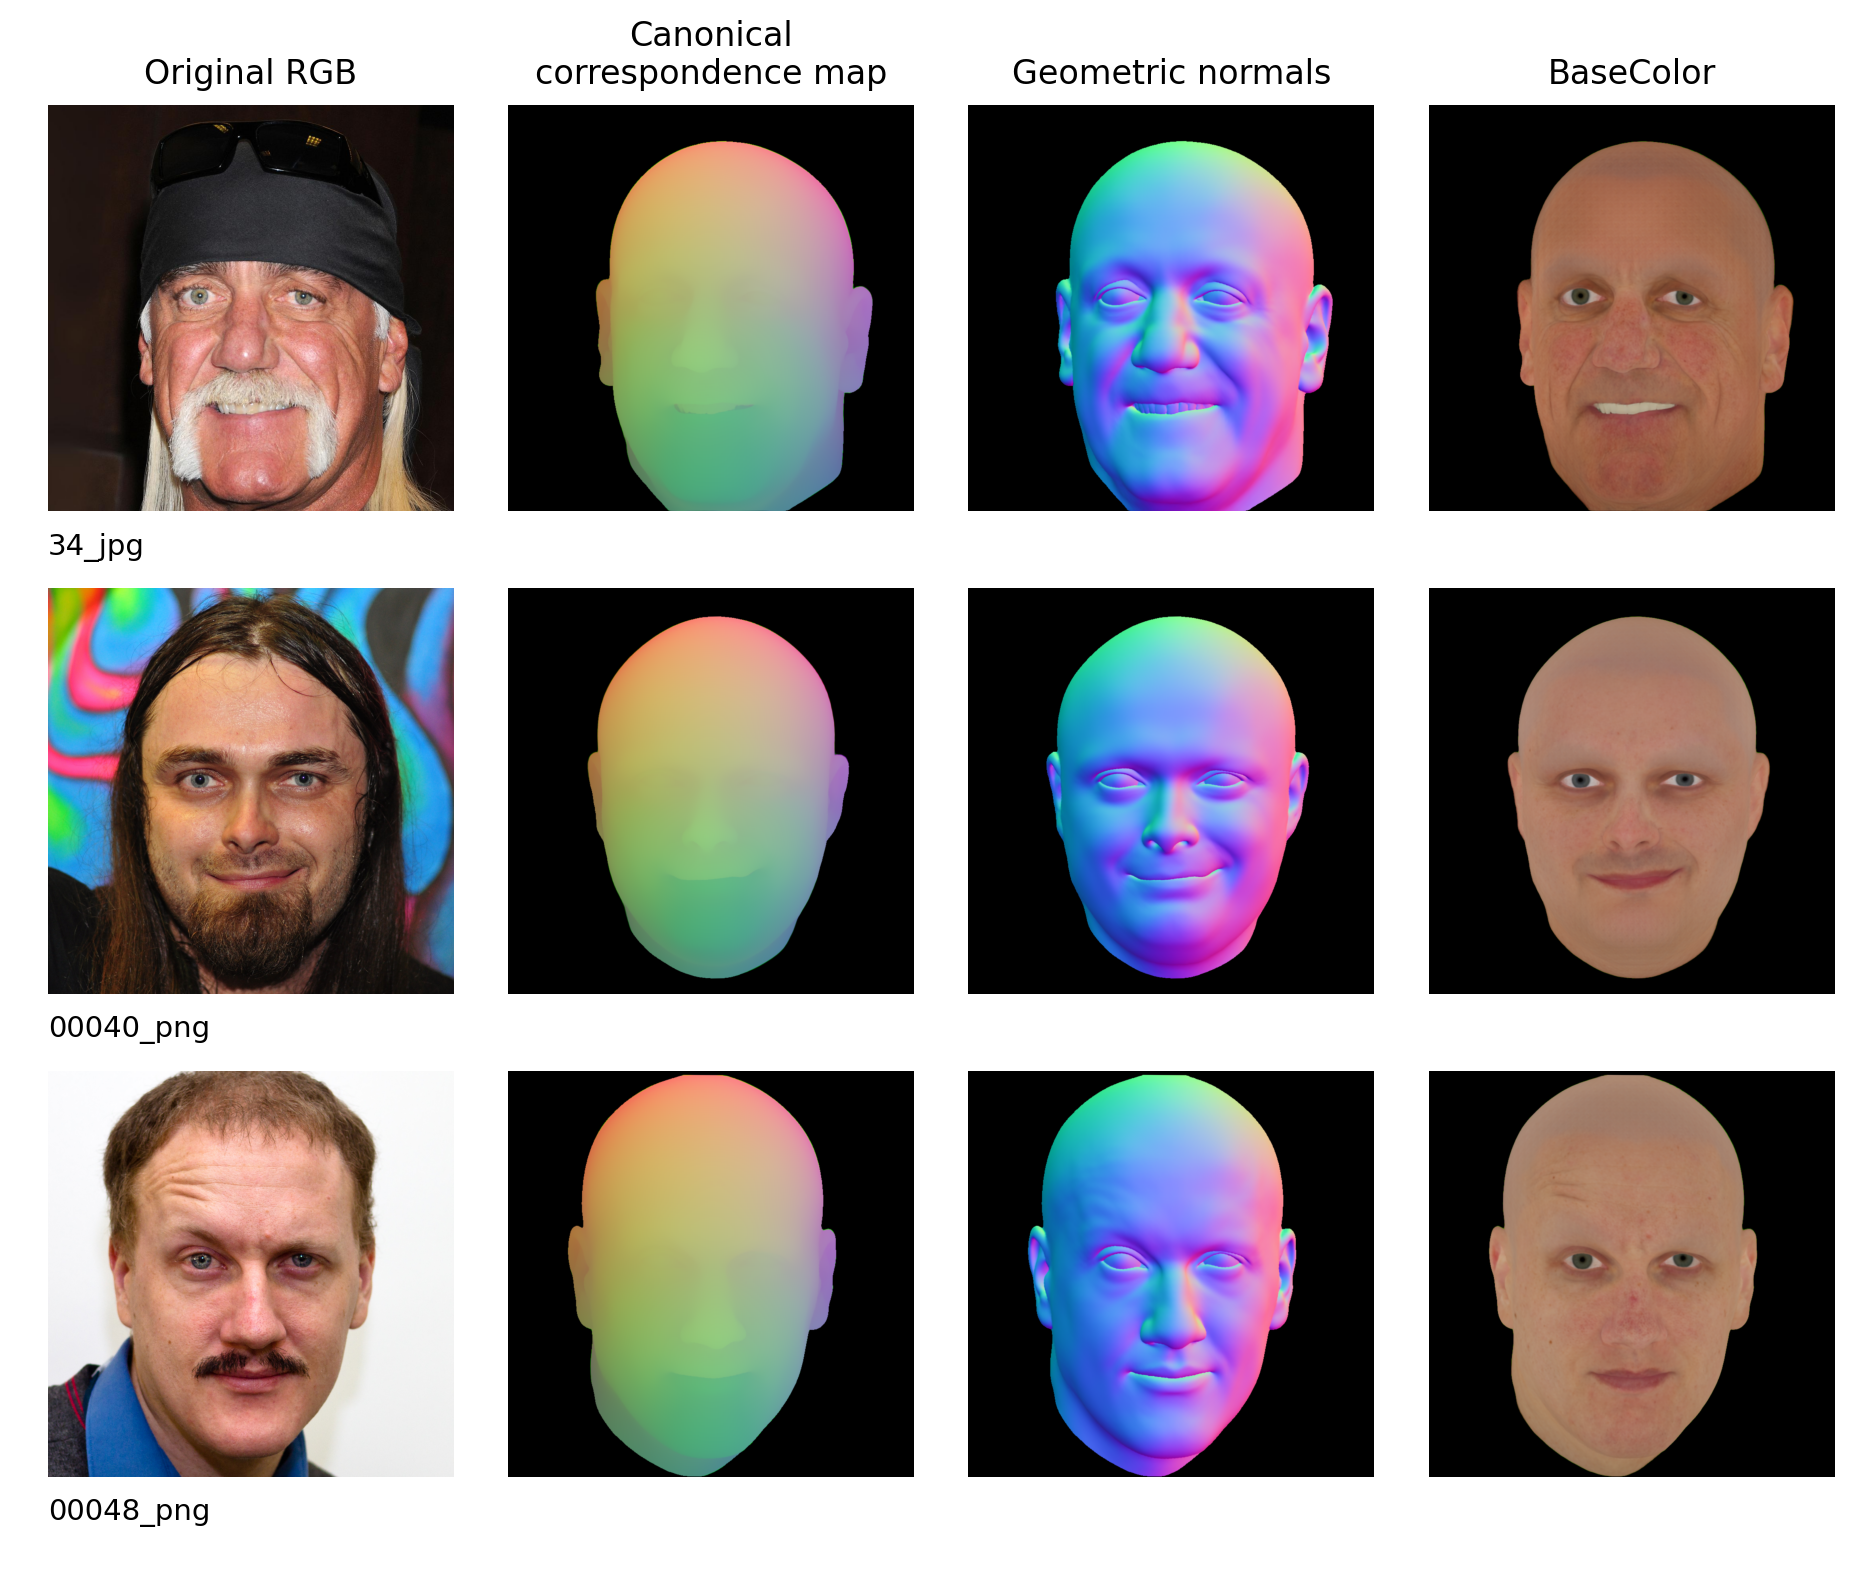 Original RGB
Canonical
correspondence map
Geometric normals
BaseColor
34_jpg
00040_png
00048_png